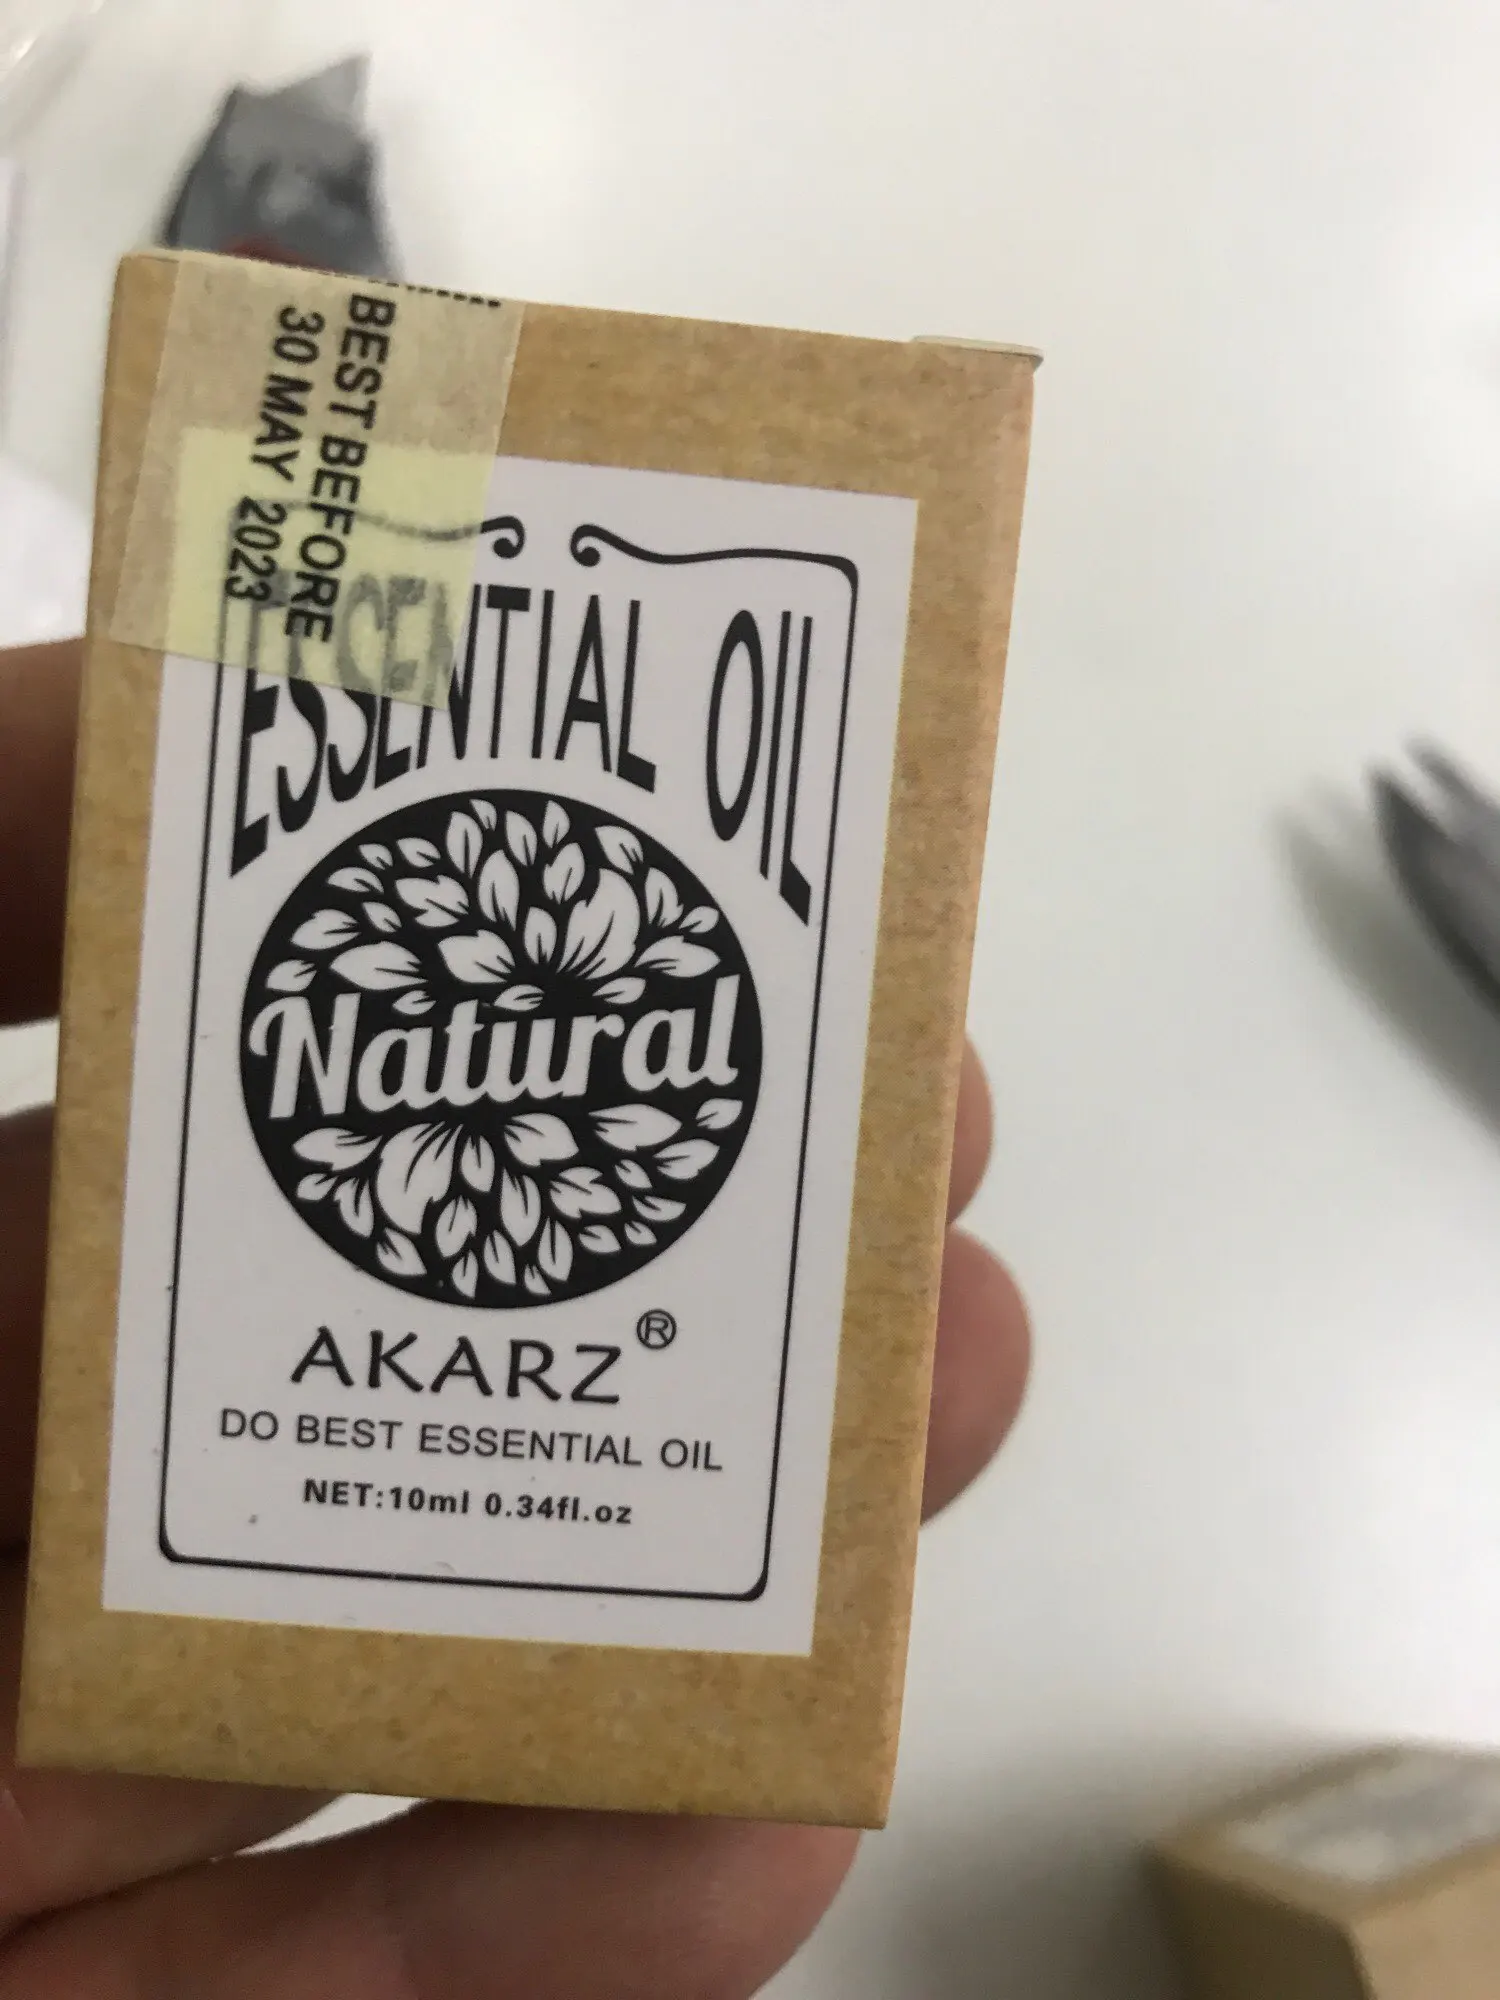 BEST BEFORE
30 MAY 2023
ESSENTIAL OIL
Natural
AKARZ®
DO BEST ESSENTIAL OIL
NET:10ml 0.34fl.oz